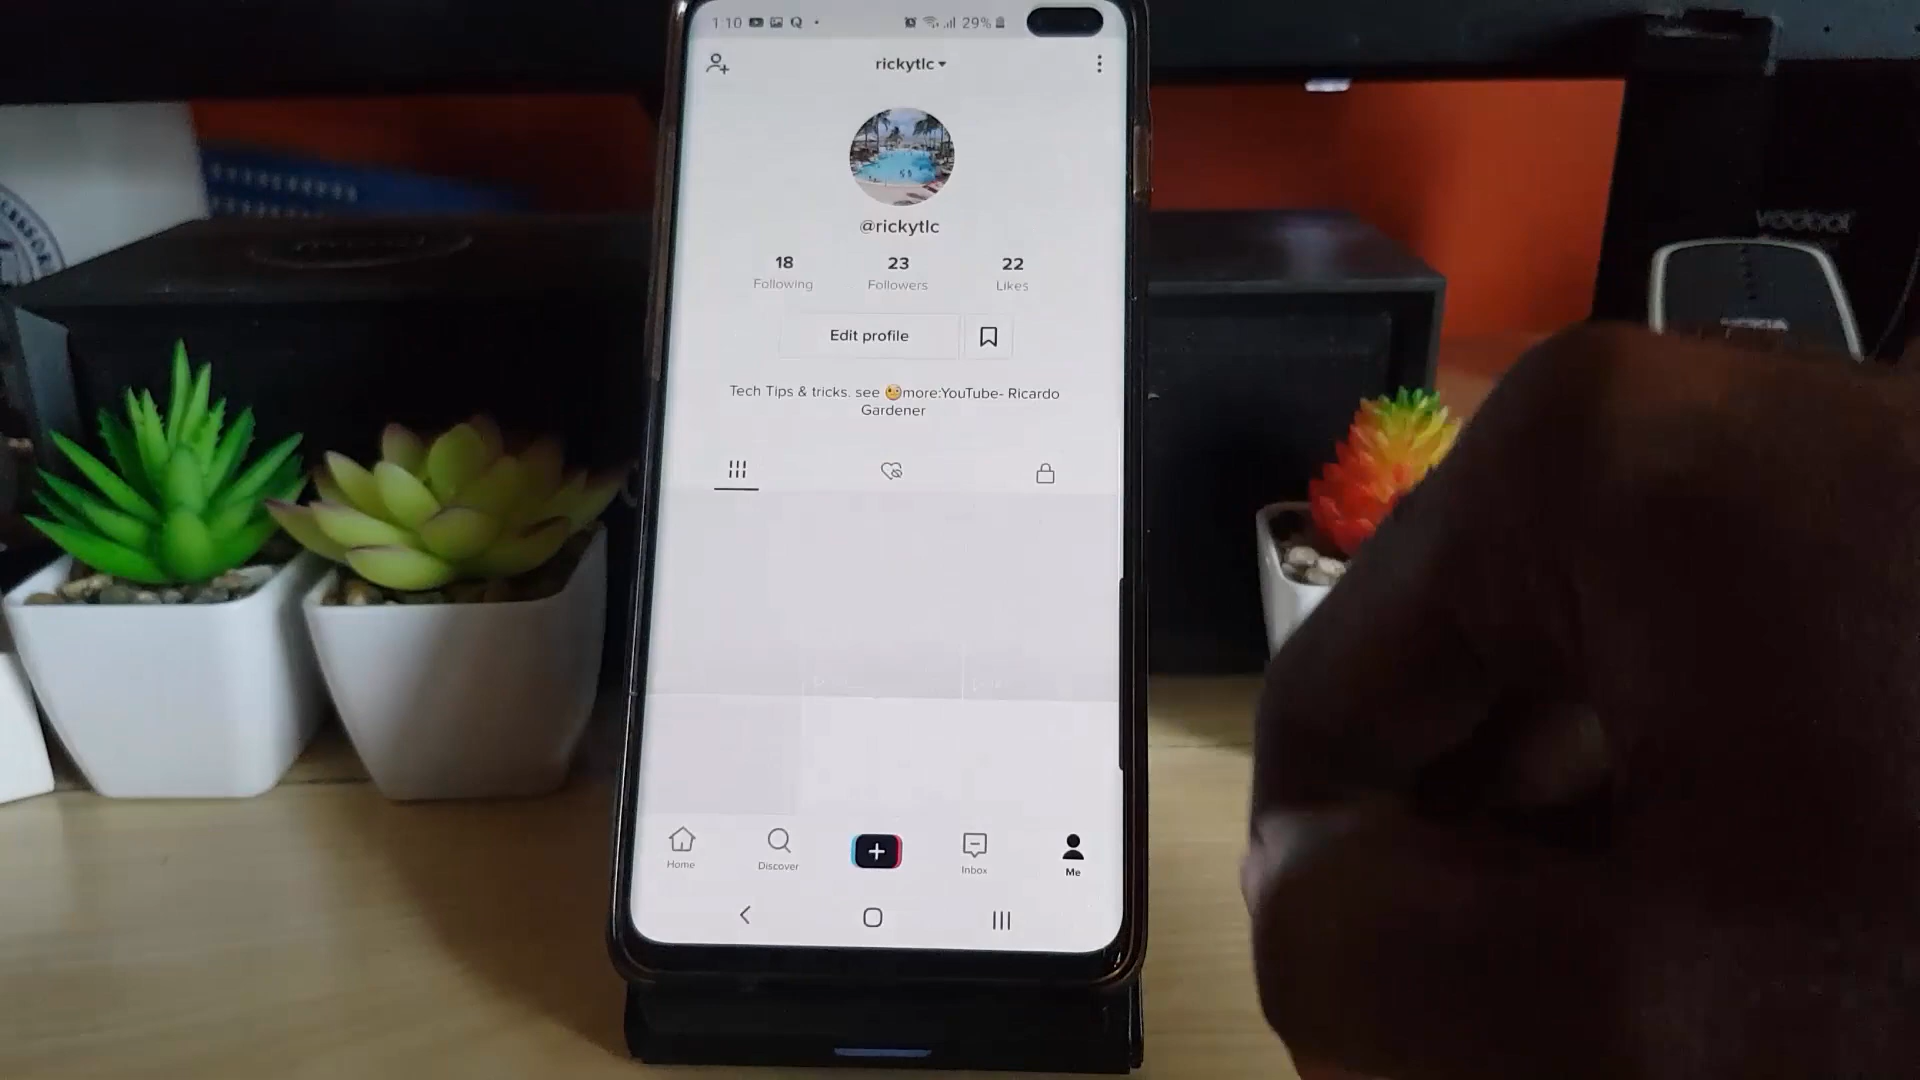 1:10
29%
rickytlc
@rickytlc
18 23 22
Following Followers Likes
Edit profile
Tech Tips & tricks. see 🧐more:YouTube- Ricardo
Gardener
Home Discover Inbox Me
NOKIA